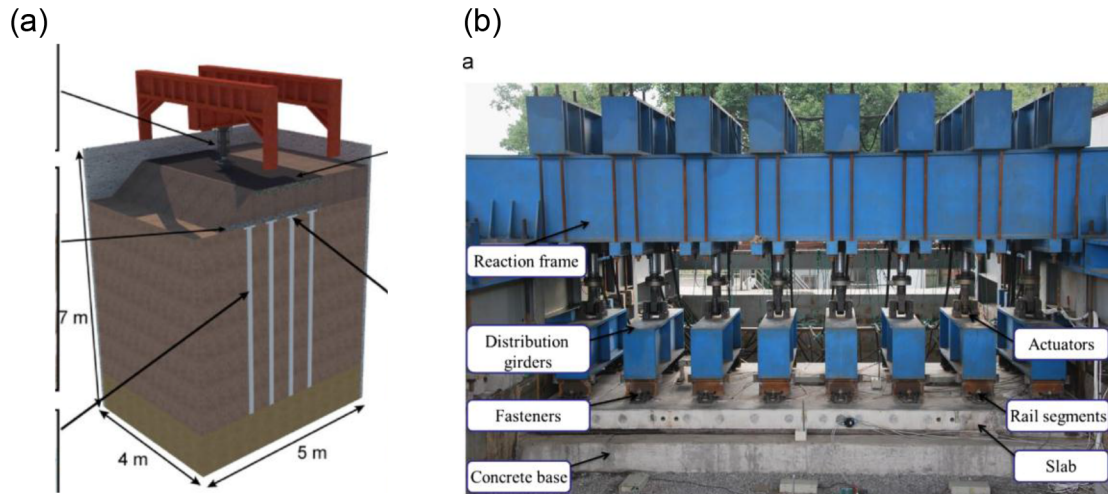 (a)
7 m
4 m
5 m
(b)
a
Reaction frame
Distribution
girders
Actuators
Fasteners
Rail segments
Concrete base
Slab